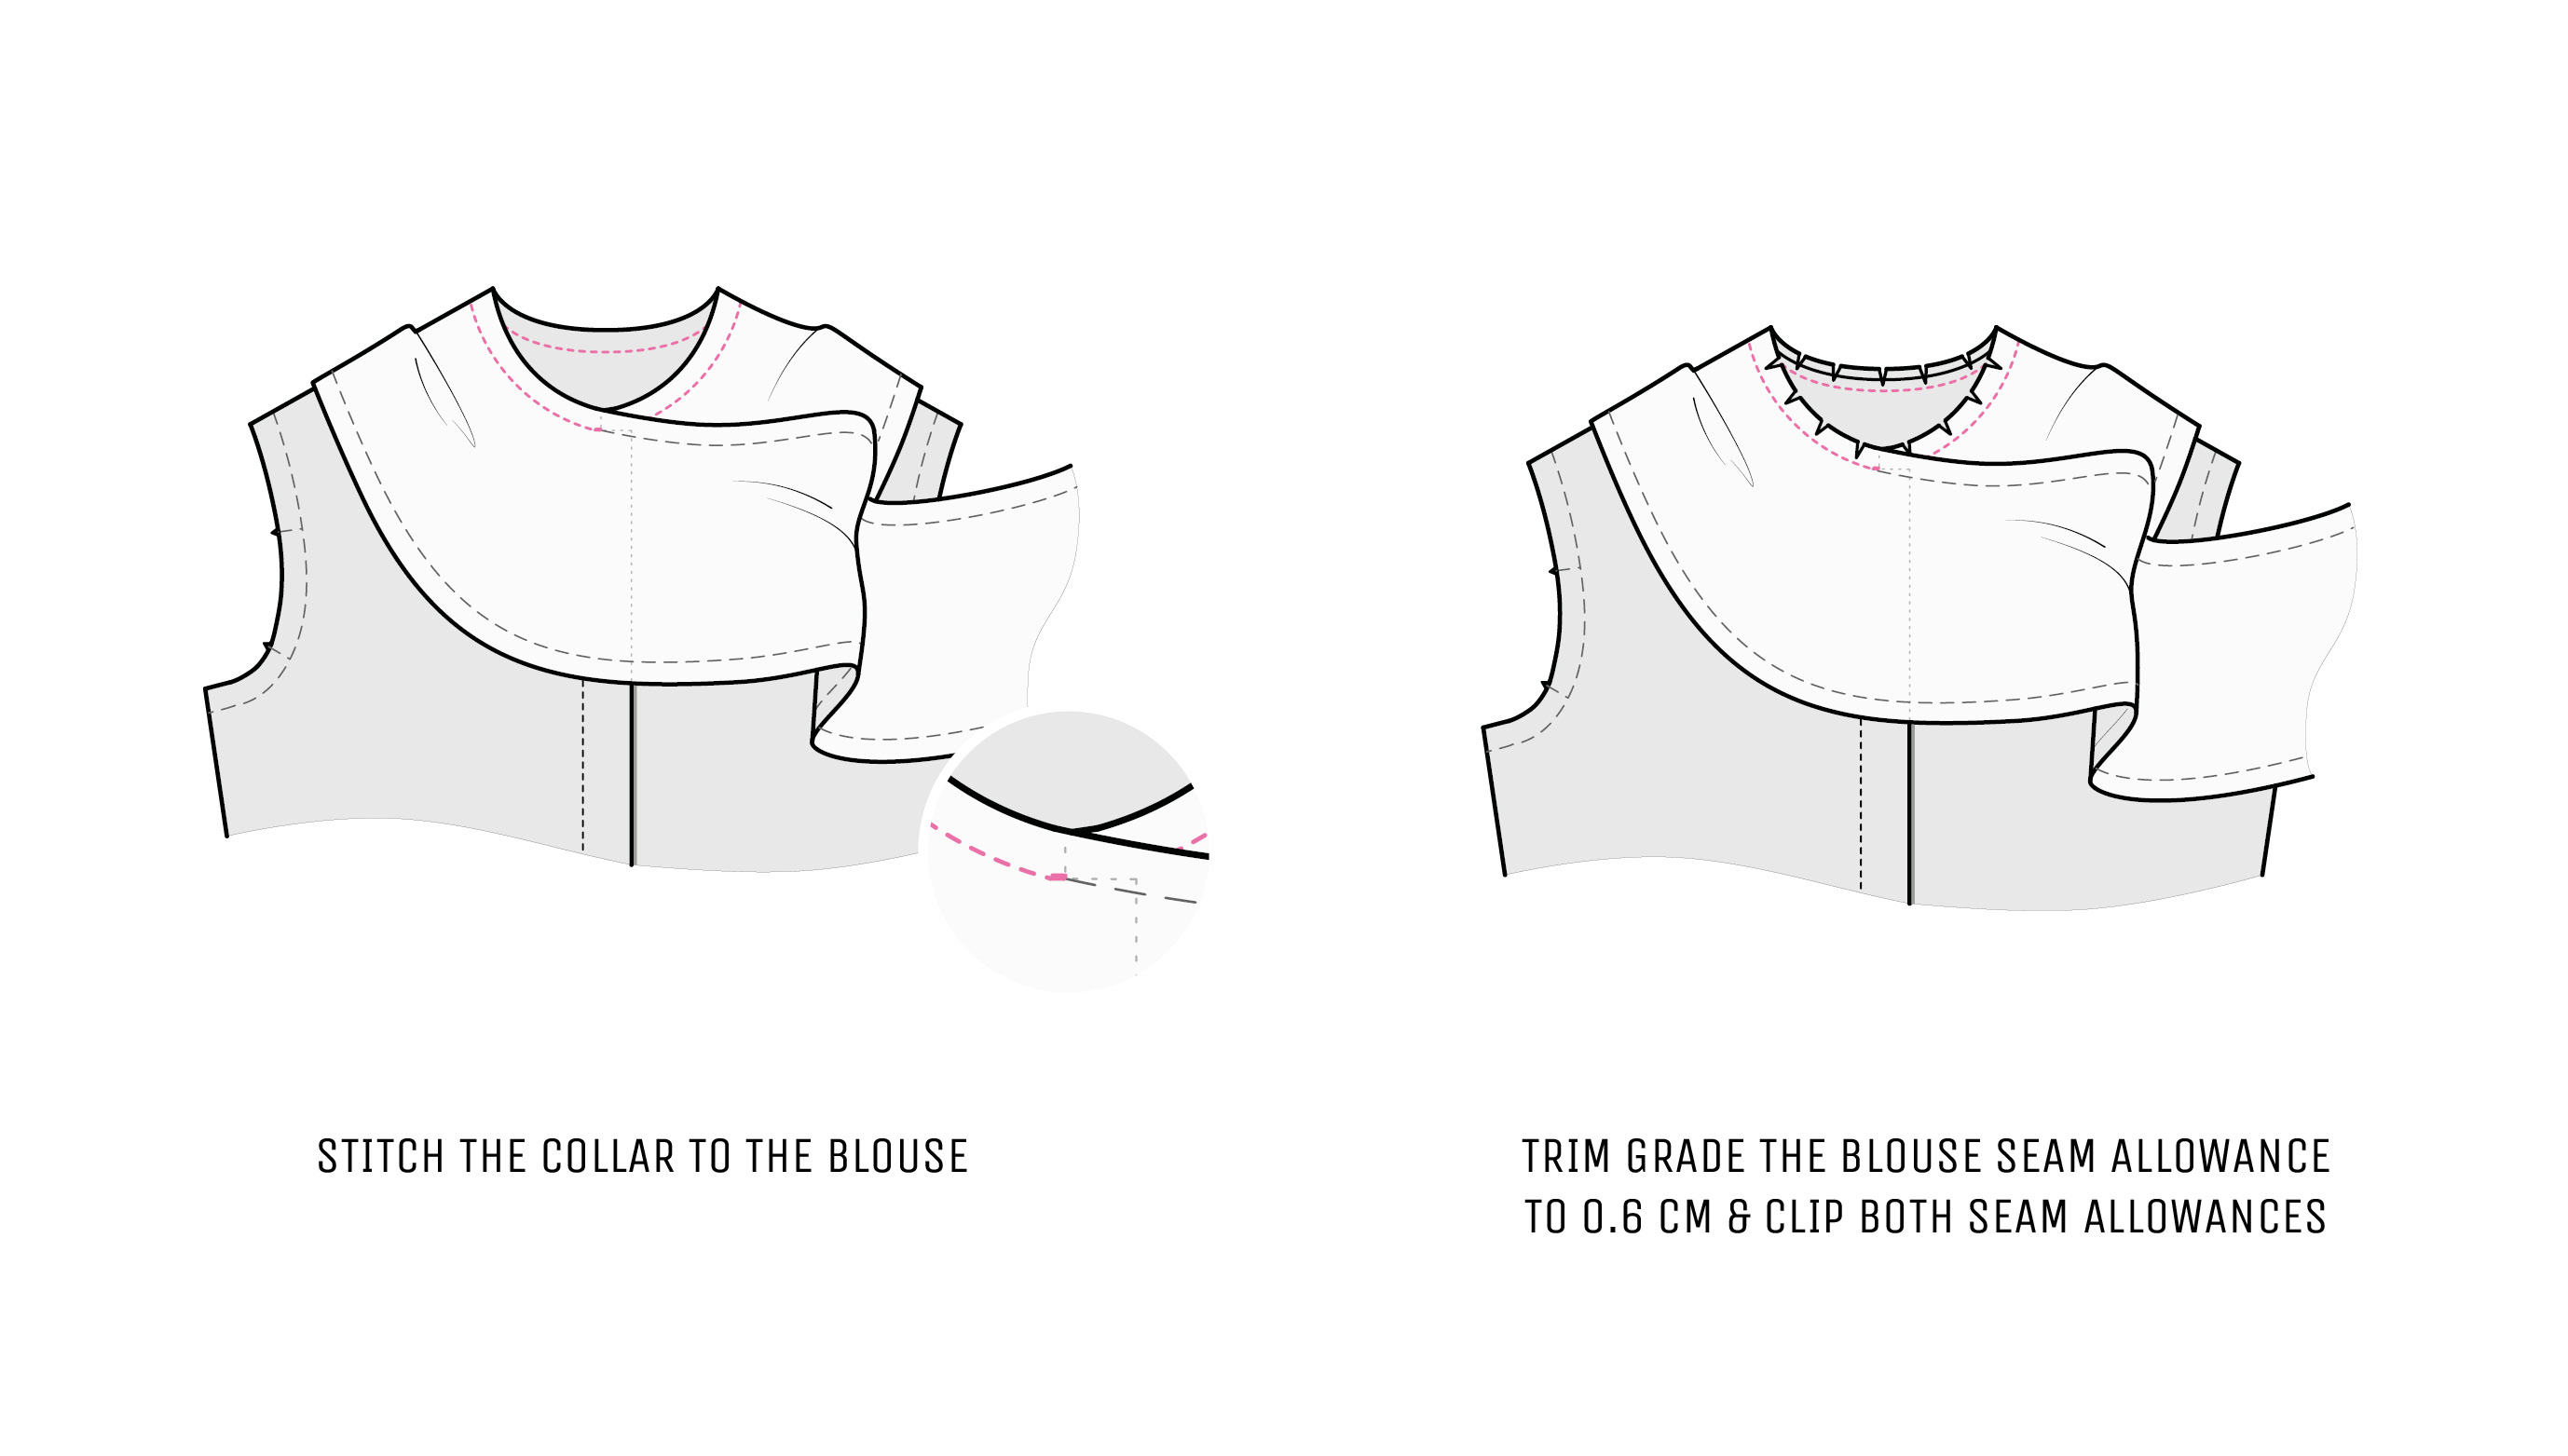 STITCH THE COLLAR TO THE BLOUSE
TRIM GRADE THE BLOUSE SEAM ALLOWANCE
TO 0.6 CM & CLIP BOTH SEAM ALLOWANCES